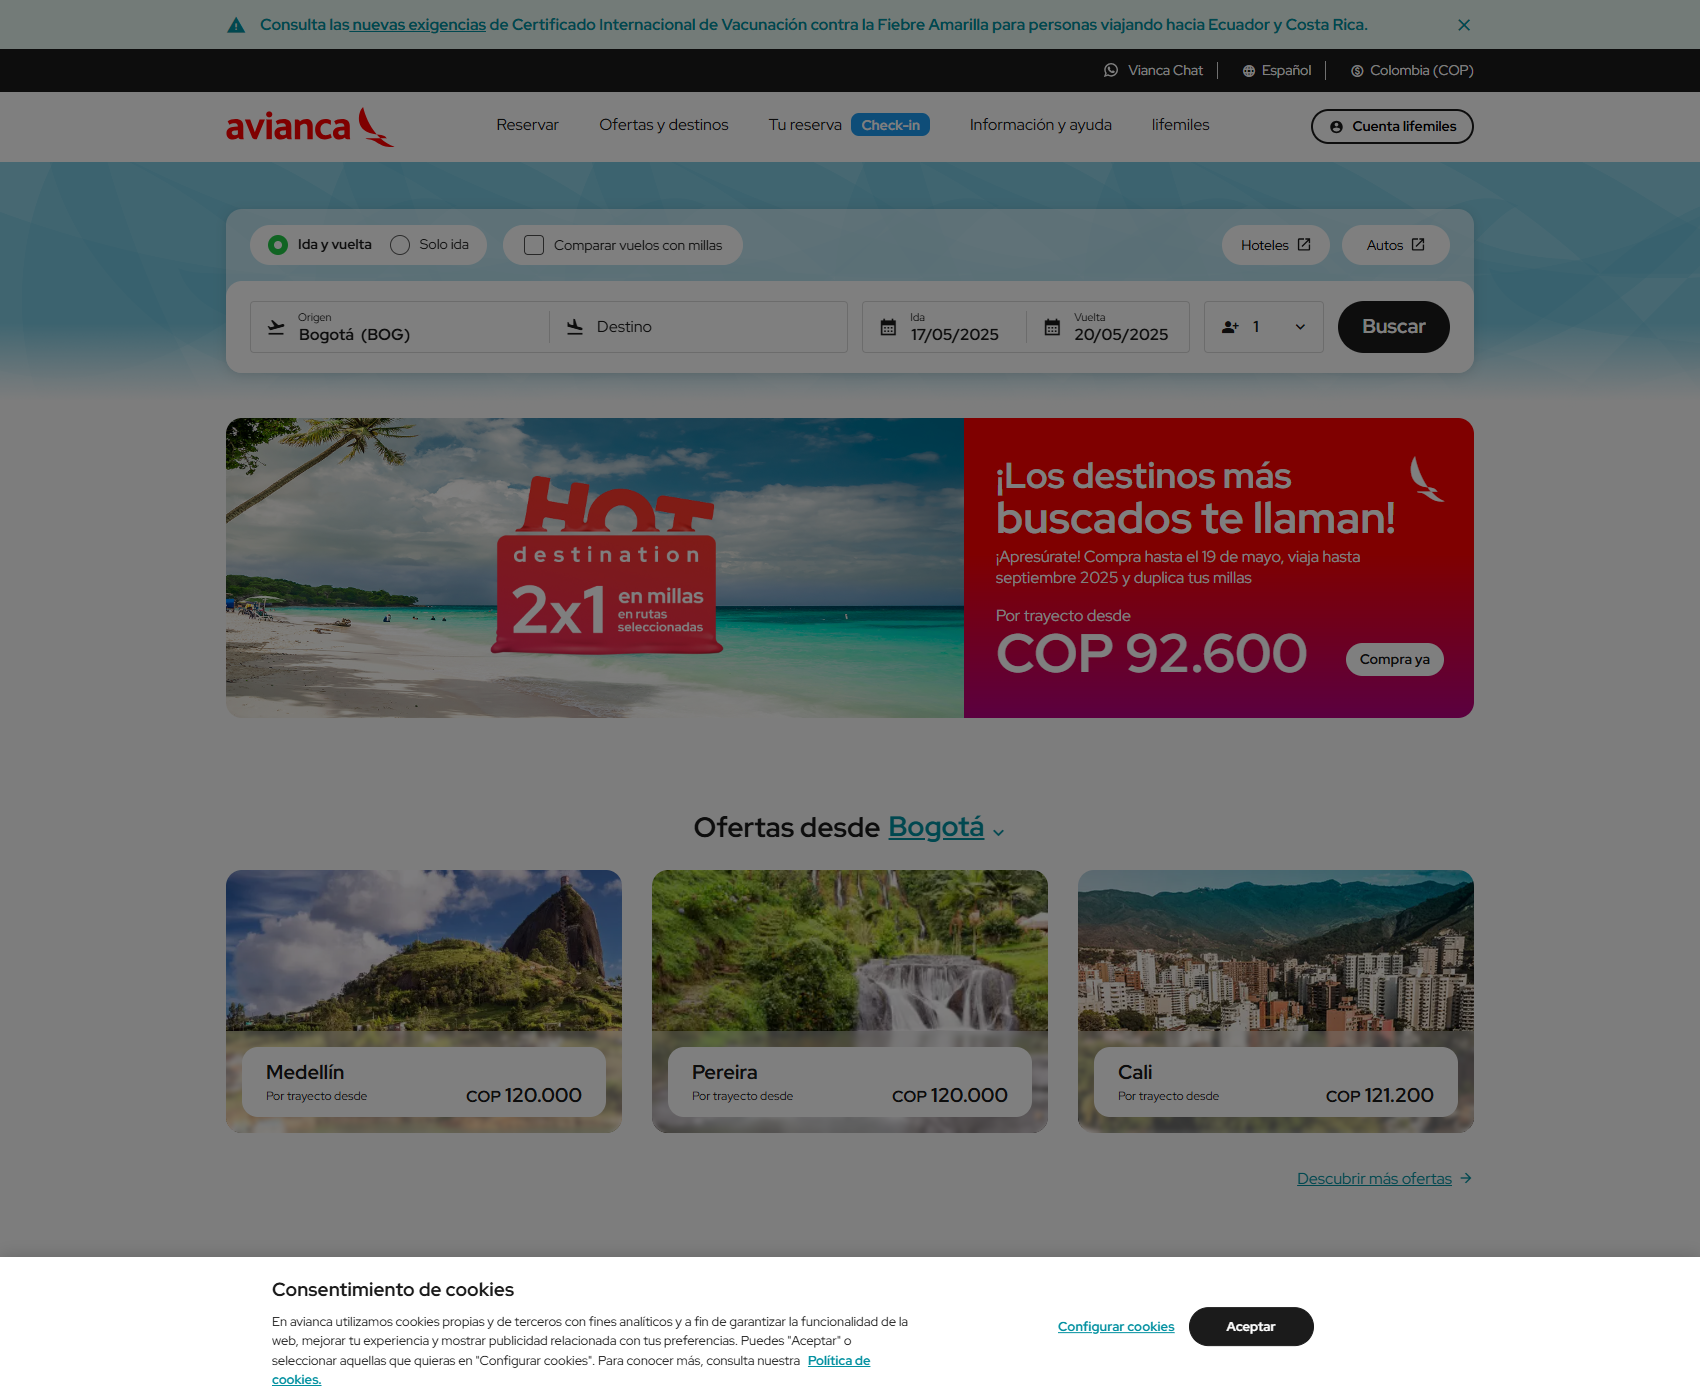 Consulta las nuevas exigencias de Certificado Internacional de Vacunación contra la Fiebre Amarilla para personas viajando hacia Ecuador y Costa Rica.
Vianca Chat
Español
Colombia (COP)
avianca
Reservar
Ofertas y destinos
Tu reserva
Check-in
Información y ayuda
lifemiles
Cuenta lifemiles
Ida y vuelta
Solo ida
Comparar vuelos con millas
Hoteles
Autos
Origen
Bogotá (BOG)
Destino
Ida
17/05/2025
Vuelta
20/05/2025
1
Buscar
HOT
destination
2x1 en millas
en rutas
seleccionadas
¡Los destinos más
buscados te llaman!
¡Apresúrate! Compra hasta el 19 de mayo, viaja hasta
septiembre 2025 y duplica tus millas
Por trayecto desde
COP 92.600
Compra ya
Ofertas desde Bogotá
Medellín
Por trayecto desde
COP 120.000
Pereira
Por trayecto desde
COP 120.000
Cali
Por trayecto desde
COP 121.200
Descubrir más ofertas
Consentimiento de cookies
En avianca utilizamos cookies propias y de terceros con fines analíticos y a fin de garantizar la funcionalidad de la
web, mejorar tu experiencia y mostrar publicidad relacionada con tus preferencias. Puedes "Aceptar" o
seleccionar aquellas que quieras en "Configurar cookies". Para conocer más, consulta nuestra Política de
cookies.
Configurar cookies
Aceptar